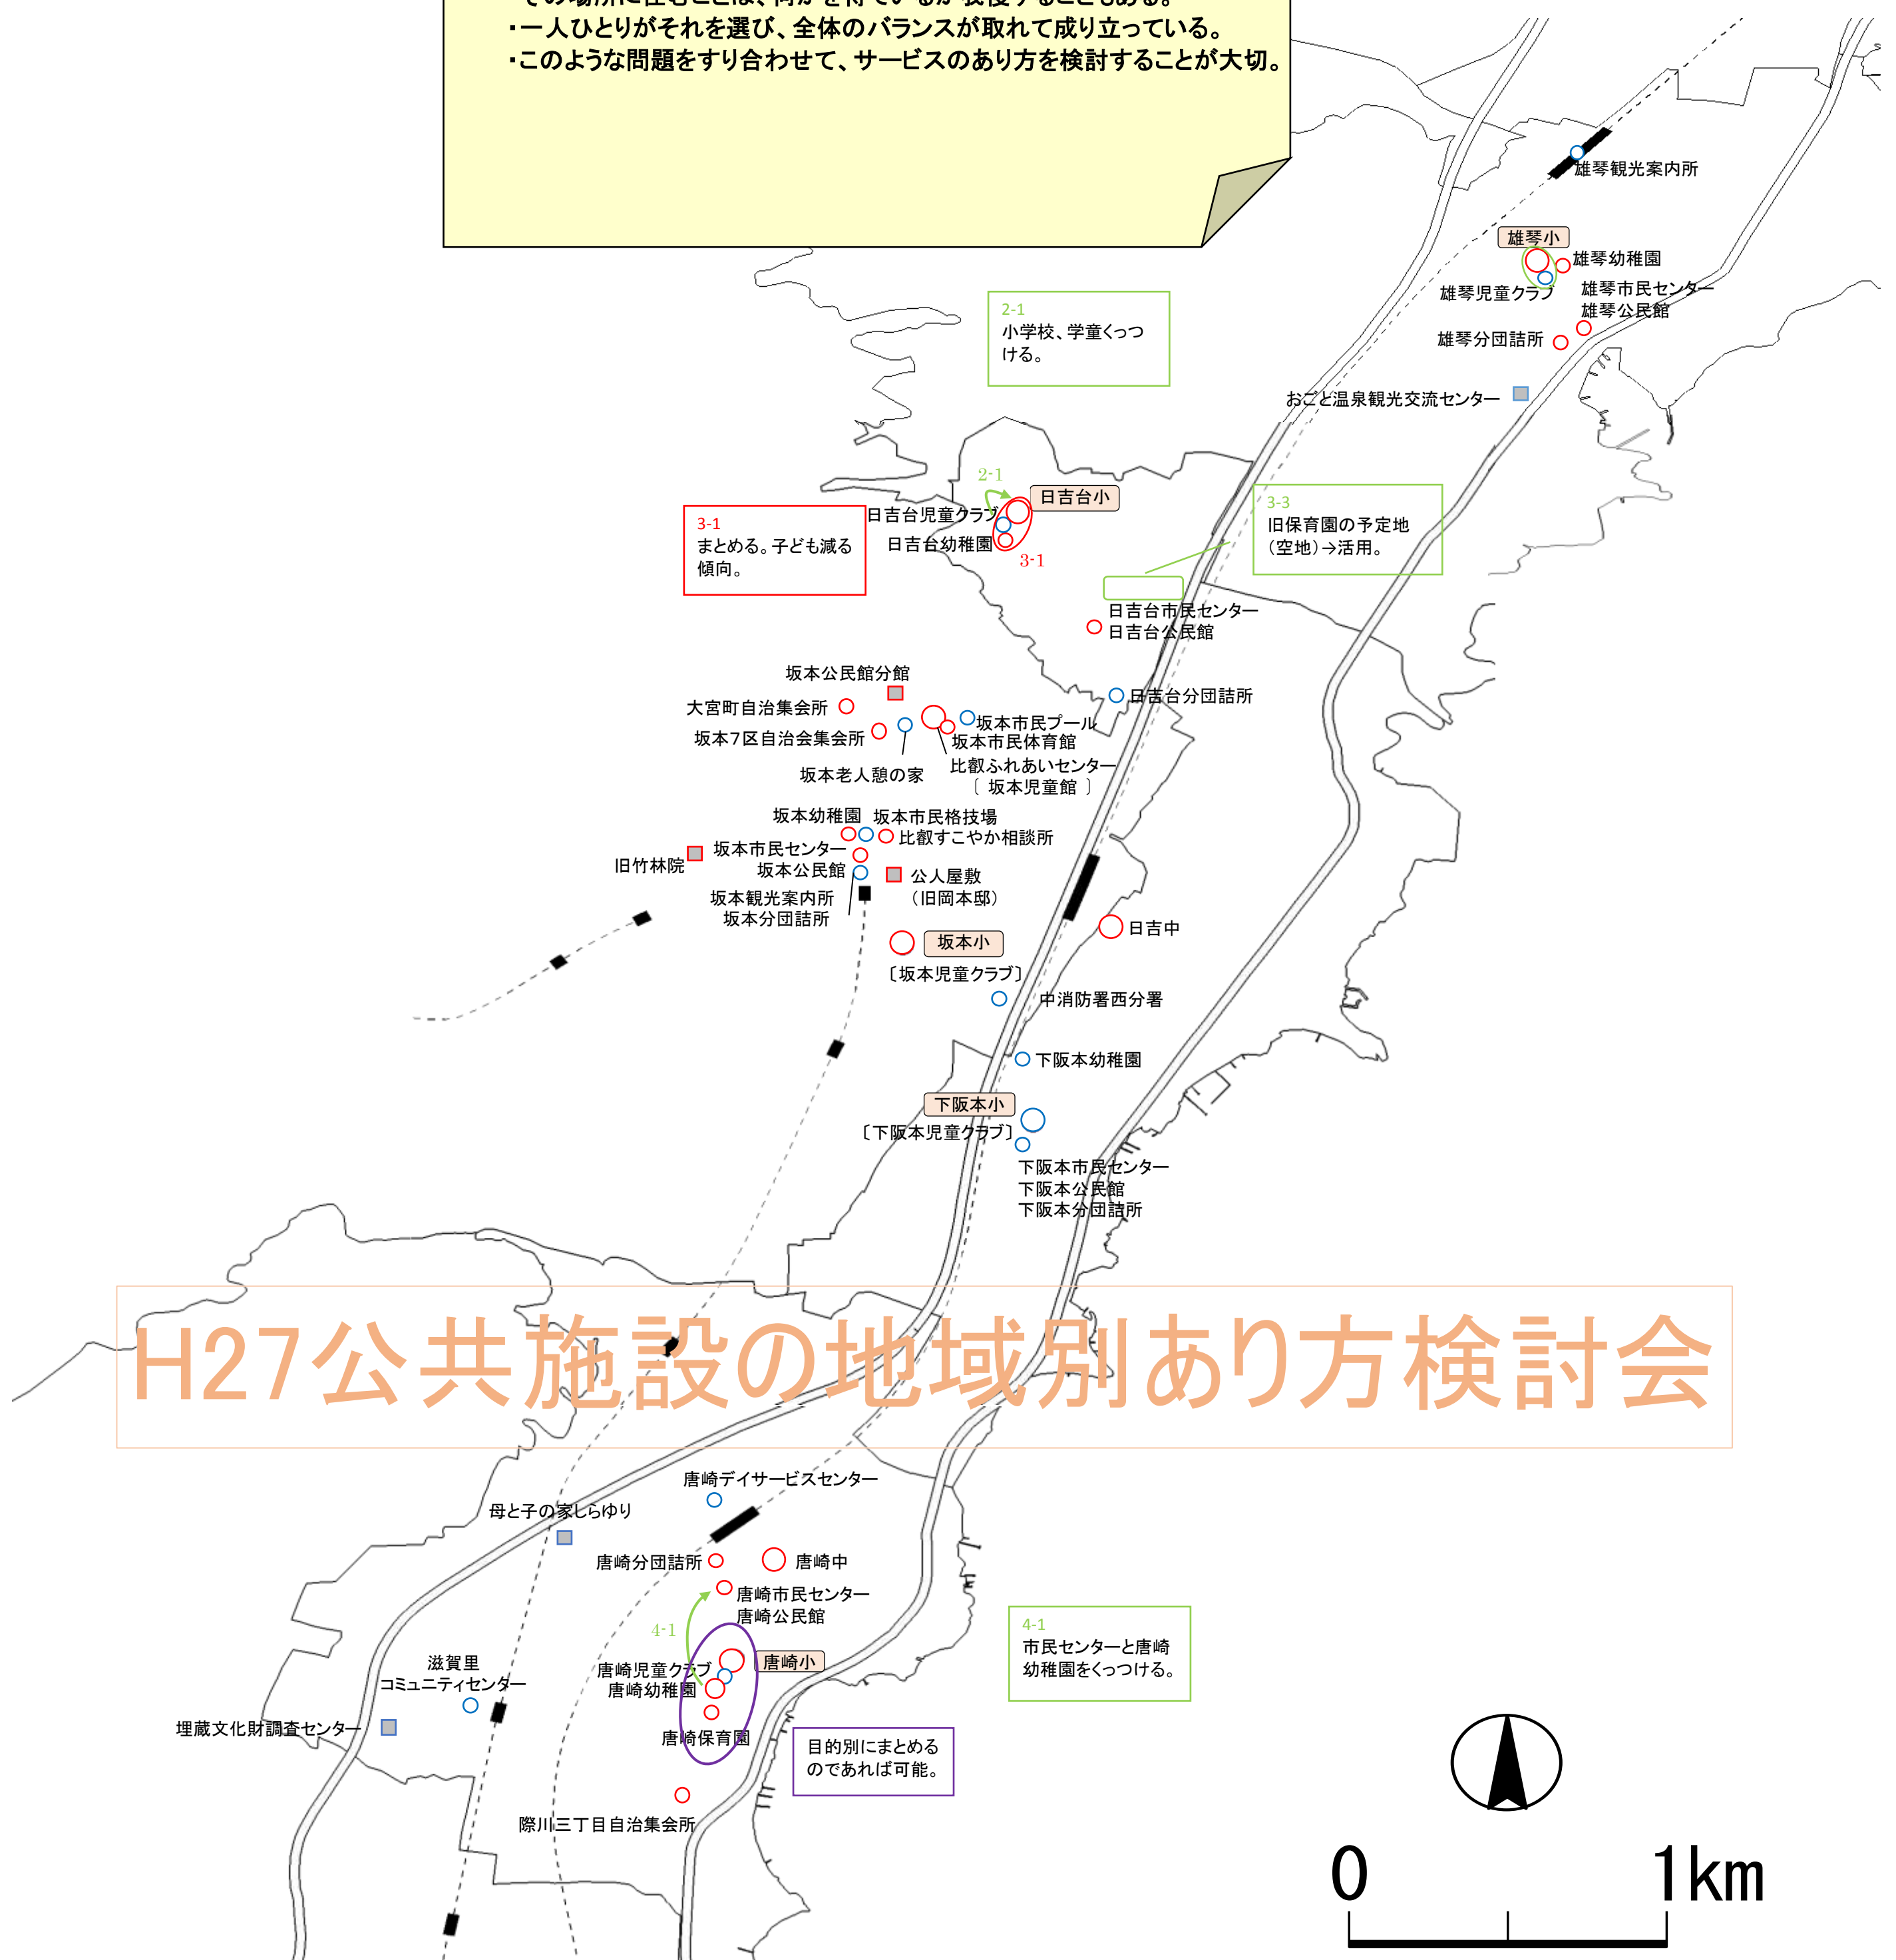 ・一人ひとりがそれを選び、全体のバランスが取れて成り立っている。
・このような問題をすり合わせて、サービスのあり方を検討することが大切。
雄琴観光案内所
雄琴小
雄琴幼稚園
雄琴児童クラブ
雄琴市民センター
雄琴公民館
雄琴分団詰所
2-1
小学校、学童くっつ
ける。
おごと温泉観光交流センター
2-1
日吉台小
日吉台児童クラブ
日吉台幼稚園
3-1
3-1
まとめる。子ども減る
傾向。
3-3
旧保育園の予定地
（空地）→活用。
日吉台市民センター
日吉台公民館
坂本公民館分館
日吉台分団詰所
大宮町自治集会所
坂本市民プール
坂本7区自治会集会所
坂本市民体育館
坂本老人憩の家
比叡ふれあいセンター
〔 坂本児童館 〕
坂本幼稚園
坂本市民格技場
比叡すこやか相談所
坂本市民センター
坂本公民館
旧竹林院
公人屋敷
（旧岡本邸）
坂本観光案内所
坂本分団詰所
日吉中
坂本小
〔坂本児童クラブ〕
中消防署西分署
下阪本幼稚園
下阪本小
〔下阪本児童クラブ〕
下阪本市民センター
下阪本公民館
下阪本分団詰所
H27公共施設の地域別あり方検討会
唐崎デイサービスセンター
母と子の家しらゆり
唐崎分団詰所
唐崎中
唐崎市民センター
唐崎公民館
4-1
4-1
市民センターと唐崎
幼稚園をくっつける。
唐崎小
唐崎児童クラブ
唐崎幼稚園
滋賀里
コミュニティセンター
埋蔵文化財調査センター
唐崎保育園
目的別にまとめる
のであれば可能。
際川三丁目自治集会所
0
1km